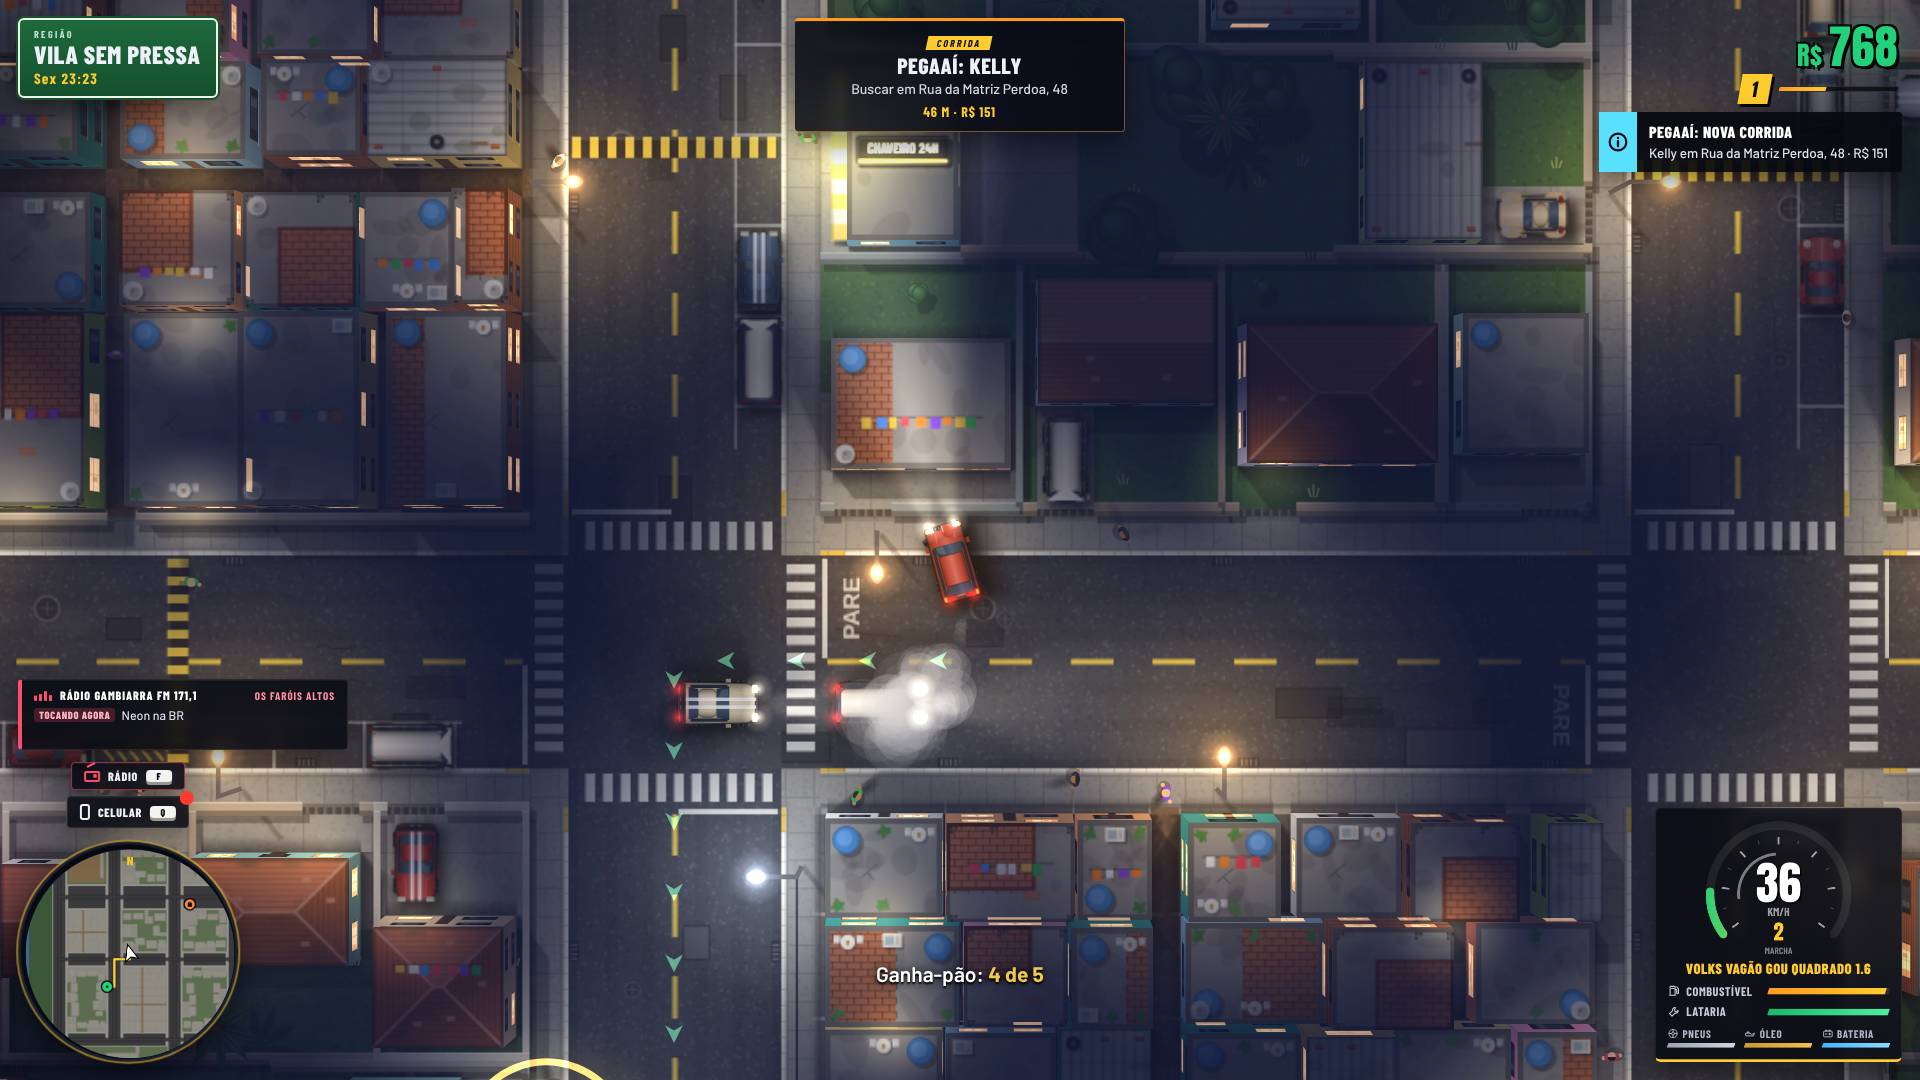 REGIÃO
VILA SEM PRESSA
Sex 23:23
CORRIDA
PEGAAÍ: KELLY
Buscar em Rua da Matriz Perdoa, 48
46 M · R$ 151
R$ 768
1
PEGAAÍ: NOVA CORRIDA
Kelly em Rua da Matriz Perdoa, 48 · R$ 151
CHAVEIRO 24H
PARE
PARE
RÁDIO GAMBIARRA FM 171,1
OS FARÓIS ALTOS
TOCANDO AGORA Neon na BR
RÁDIO F
CELULAR Q
N
Ganha-pão: 4 de 5
36
KM/H
2
MARCHA
VOLKS VAGÃO GOU QUADRADO 1.6
COMBUSTÍVEL
LATARIA
PNEUS
ÓLEO
BATERIA